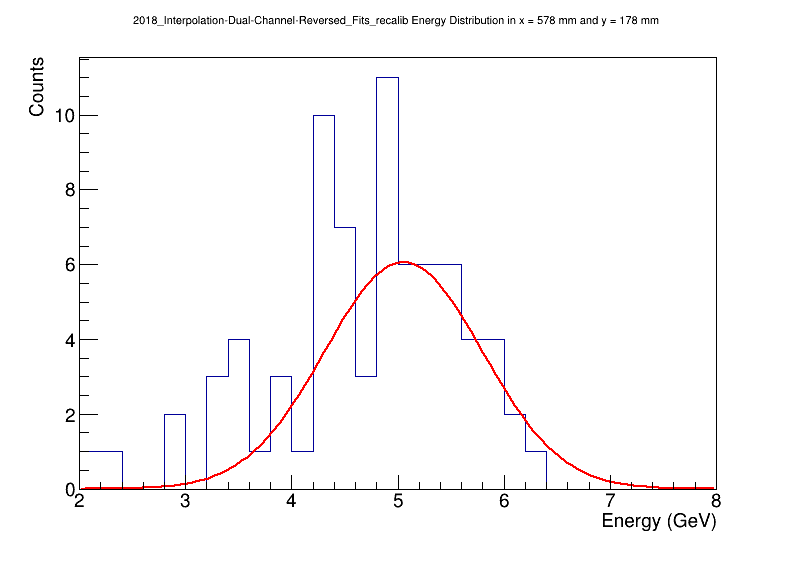 2018_Interpolation-Dual-Channel-Reversed_Fits_recalib Energy Distribution in x = 578 mm and y = 178 mm
Counts
10
8
6
4
2
0
2 3 4 5 6 7 8
Energy (GeV)